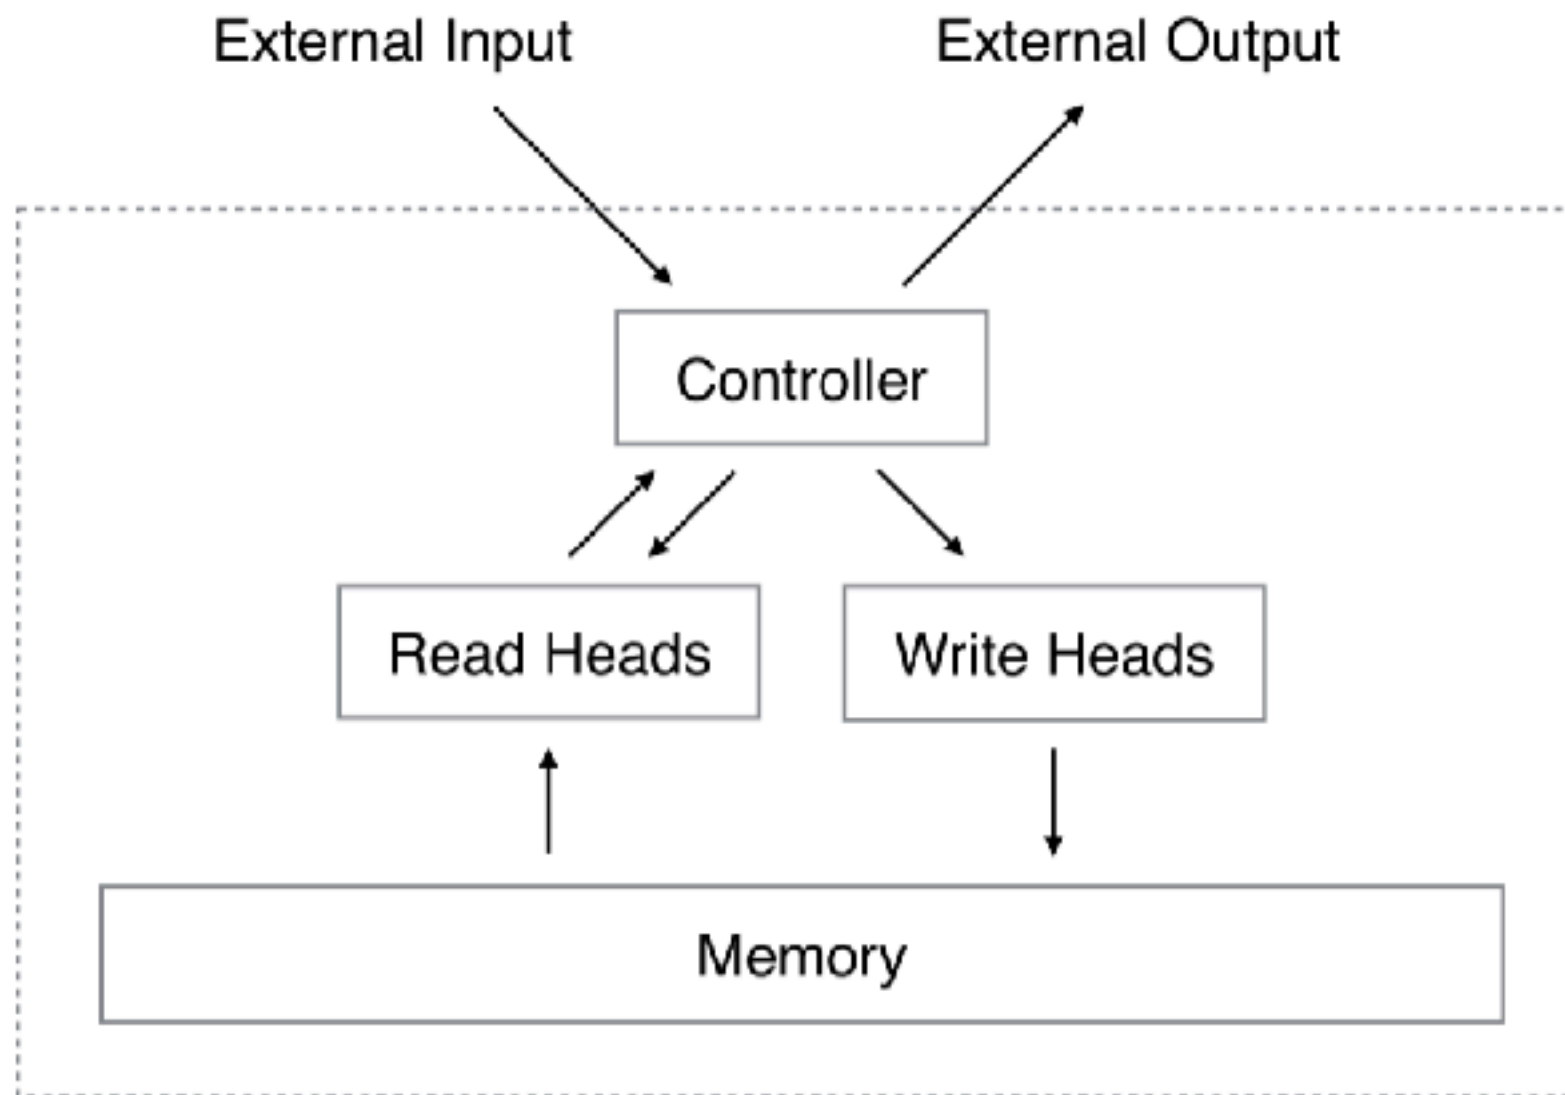 External Input
External Output
Controller
Read Heads
Write Heads
Memory